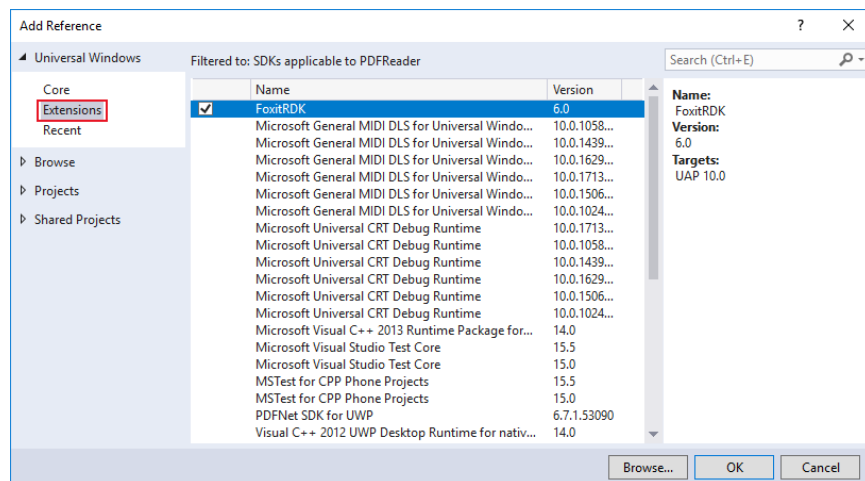 Add Reference
Universal Windows
Core
Extensions
Recent
Browse
Projects
Shared Projects
Filtered to: SDKs applicable to PDFReader
Name Version
FoxitRDK 6.0
Microsoft General MIDI DLS for Universal Windo... 10.0.1058...
Microsoft General MIDI DLS for Universal Windo... 10.0.1439...
Microsoft General MIDI DLS for Universal Windo... 10.0.1629...
Microsoft General MIDI DLS for Universal Windo... 10.0.1713...
Microsoft General MIDI DLS for Universal Windo... 10.0.1506...
Microsoft General MIDI DLS for Universal Windo... 10.0.1024...
Microsoft Universal CRT Debug Runtime 10.0.1713...
Microsoft Universal CRT Debug Runtime 10.0.1058...
Microsoft Universal CRT Debug Runtime 10.0.1439...
Microsoft Universal CRT Debug Runtime 10.0.1629...
Microsoft Universal CRT Debug Runtime 10.0.1506...
Microsoft Universal CRT Debug Runtime 10.0.1024...
Microsoft Visual C++ 2013 Runtime Package for... 14.0
Microsoft Visual Studio Test Core 15.5
Microsoft Visual Studio Test Core 15.0
MSTest for CPP Phone Projects 15.5
MSTest for CPP Phone Projects 15.0
PDFNet SDK for UWP 6.7.1.53090
Visual C++ 2012 UWP Desktop Runtime for nativ... 14.0
Search (Ctrl+E)
Name:
FoxitRDK
Version:
6.0
Targets:
UAP 10.0
Browse... OK Cancel